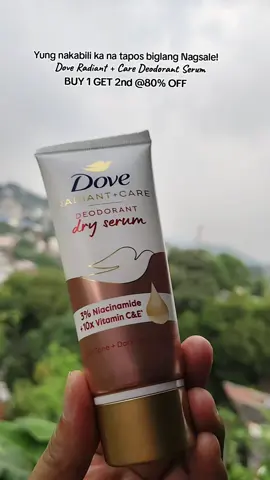 Yung nakabili ka na tapos biglang Nagsale!
Dove Radiant + Care Deodorant Serum
BUY 1 GET 2nd @80% OFF
Dove
RADIANT+CARE
DEODORANT
dry serum
3% Niacinamide
+10x Vitamin C&E*